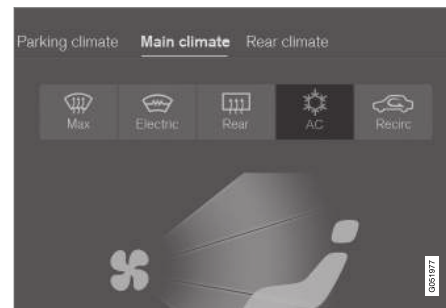 Parking climate Main climate Rear climate
Max Electric Rear AC Recirc
G051977